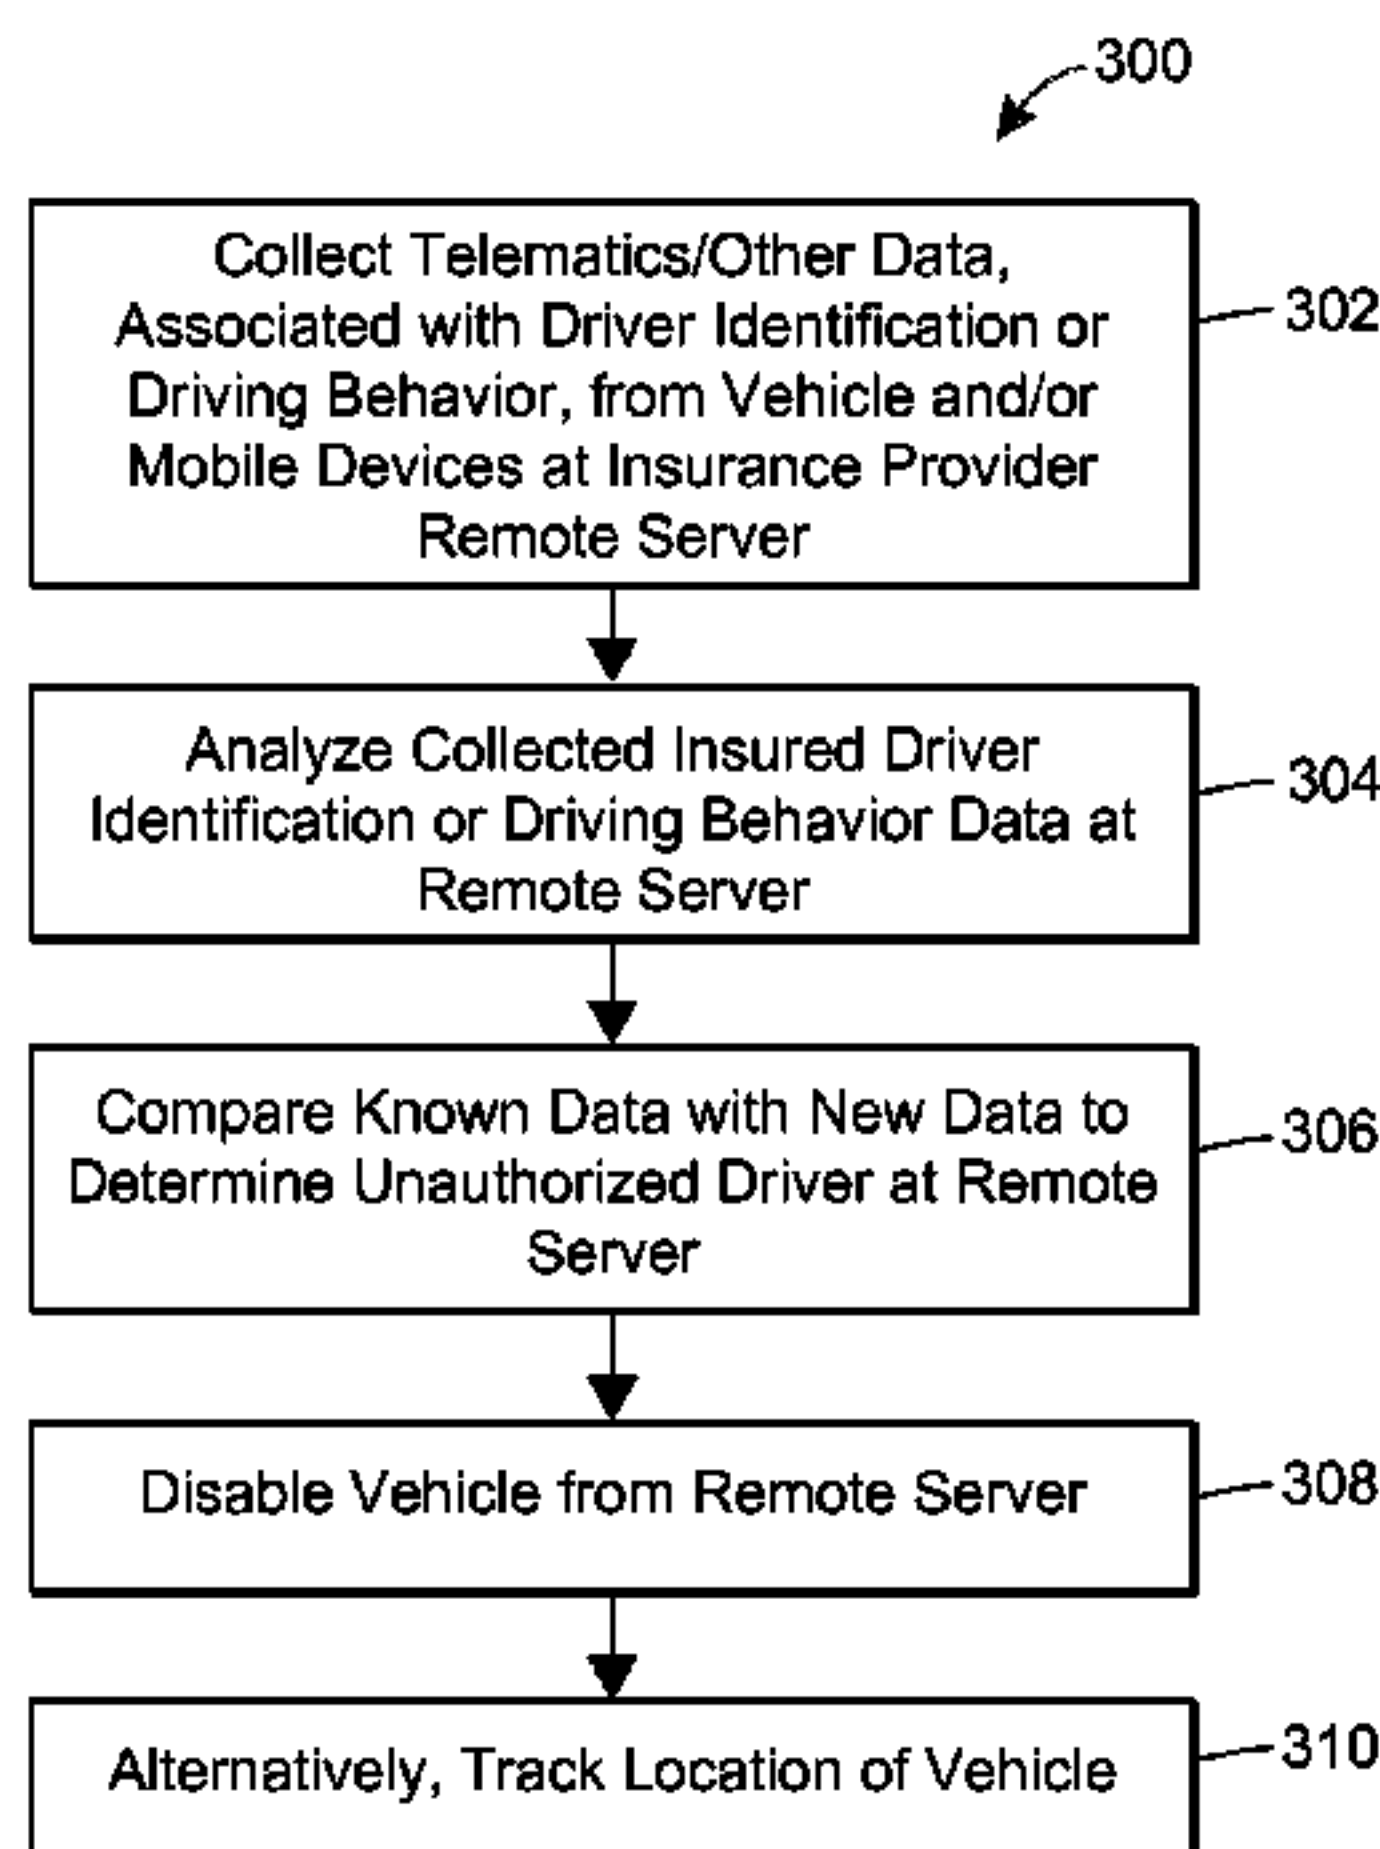 300
Collect Telematics/Other Data,
Associated with Driver Identification or
Driving Behavior, from Vehicle and/or
Mobile Devices at Insurance Provider
Remote Server
302
Analyze Collected Insured Driver
Identification or Driving Behavior Data at
Remote Server
304
Compare Known Data with New Data to
Determine Unauthorized Driver at Remote
Server
306
Disable Vehicle from Remote Server
308
Alternatively, Track Location of Vehicle
310